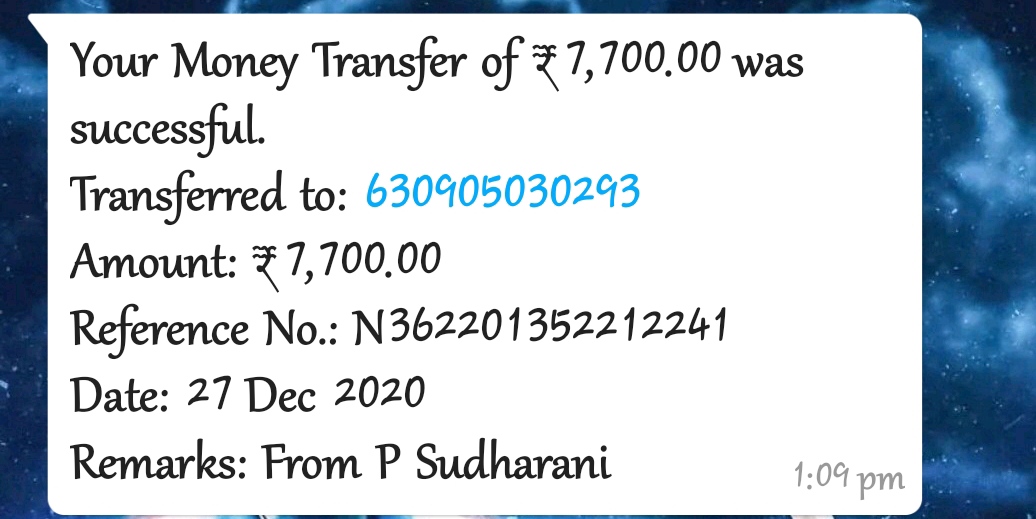 Your Money Transfer of ₹7,700.00 was
successful.
Transferred to: 630905030293
Amount: ₹7,700.00
Reference No.: N362201352212241
Date: 27 Dec 2020
Remarks: From P Sudharani
1:09 pm